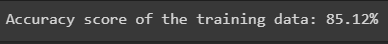 Accuracy score of the training data: 85.12%